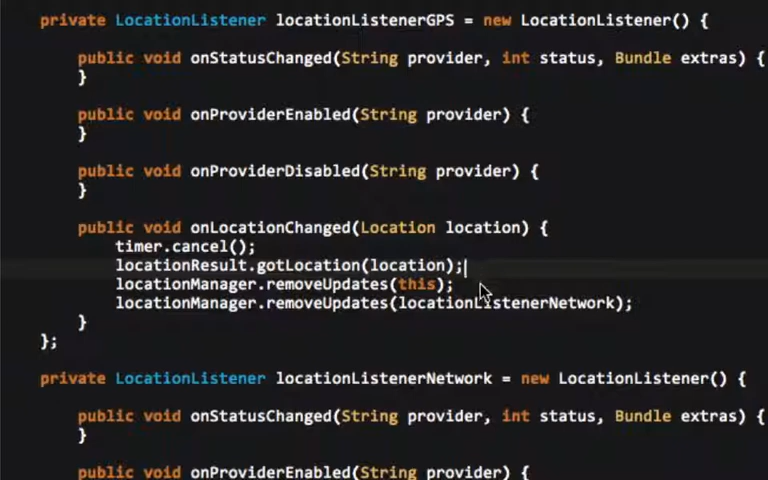 private LocationListener locationListenerGPS = new LocationListener() {
public void onStatusChanged(String provider, int status, Bundle extras) {
}
public void onProviderEnabled(String provider) {
}
public void onProviderDisabled(String provider) {
}
public void onLocationChanged(Location location) {
timer.cancel();
locationResult.gotLocation(location);
locationManager.removeUpdates(this);
locationManager.removeUpdates(locationListenerNetwork);
}
};
private LocationListener locationListenerNetwork = new LocationListener() {
public void onStatusChanged(String provider, int status, Bundle extras) {
}
public void onProviderEnabled(String provider) {